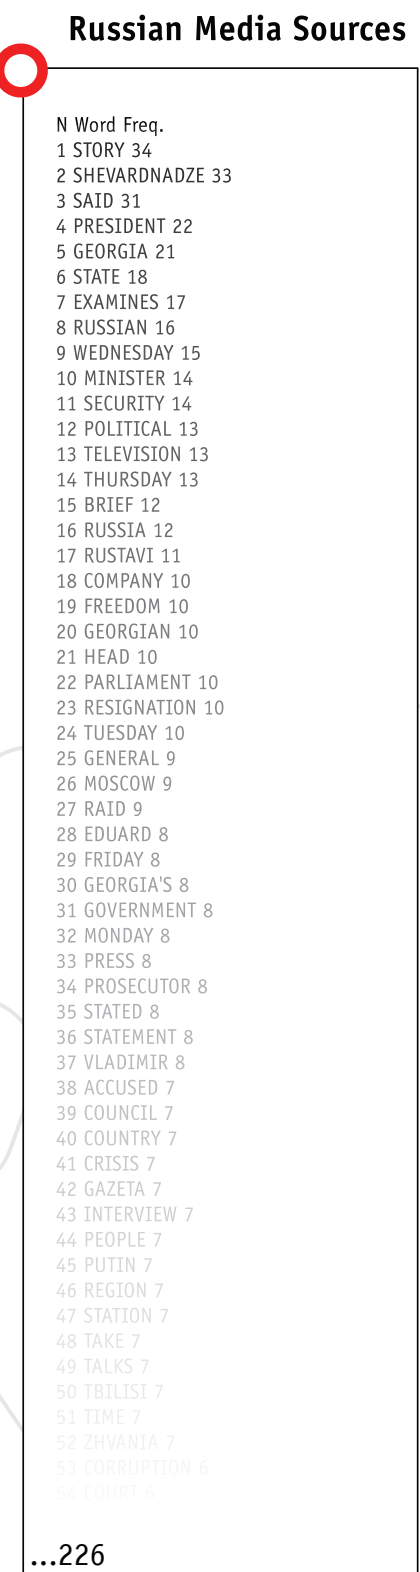 Russian Media Sources
N Word Freq.
1 STORY 34
2 SHEVARDNADZE 33
3 SAID 31
4 PRESIDENT 22
5 GEORGIA 21
6 STATE 18
7 EXAMINES 17
8 RUSSIAN 16
9 WEDNESDAY 15
10 MINISTER 14
11 SECURITY 14
12 POLITICAL 13
13 TELEVISION 13
14 THURSDAY 13
15 BRIEF 12
16 RUSSIA 12
17 RUSTAVI 11
18 COMPANY 10
19 FREEDOM 10
20 GEORGIAN 10
21 HEAD 10
22 PARLIAMENT 10
23 RESIGNATION 10
24 TUESDAY 10
25 GENERAL 9
26 MOSCOW 9
27 RAID 9
28 EDUARD 8
29 FRIDAY 8
30 GEORGIA'S 8
31 GOVERNMENT 8
32 MONDAY 8
33 PRESS 8
34 PROSECUTOR 8
35 STATED 8
36 STATEMENT 8
37 VLADIMIR 8
38 ACCUSED 7
39 COUNCIL 7
40 COUNTRY 7
41 CRISIS 7
42 GAZETA 7
43 INTERVIEW 7
44 PEOPLE 7
45 PUTIN 7
46 REGION 7
47 STATION 7
48 TAKE 7
49 TALKS 7
50 TBILISI 7
51 TIME 7
52 ZHVANIA 7
53 CORRUPTION 6
54 COURT 6
...226